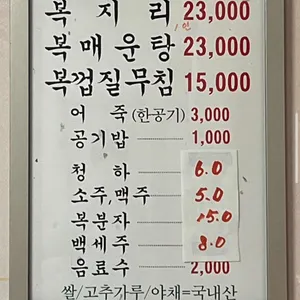 복 지리 23,000
인
복매운탕 23,000
복껍질무침 15,000
어 죽 (한공기) 3,000
공기밥 1,000
청 하 6.0
소주,맥주 5.0
복분자 15.0
백세주 8.0
음료수 2,000
쌀/고추가루/야채=국내산